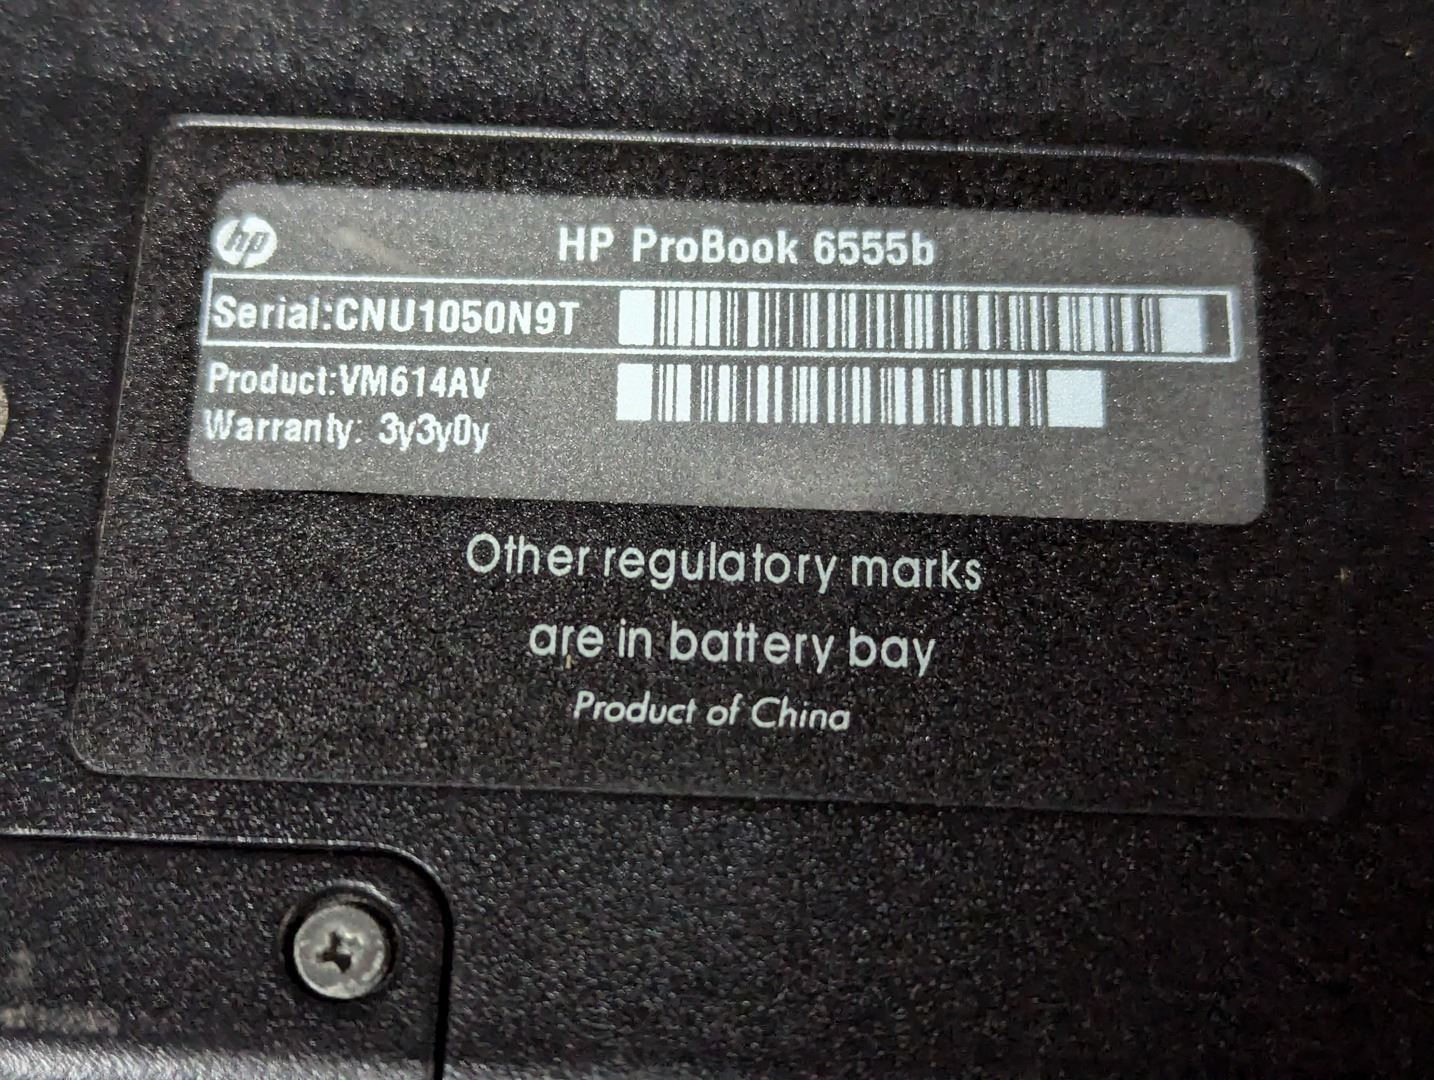 hp
HP ProBook 6555b
Serial:CNU1050N9T
Product:VM614AV
Warranty: 3y3y0y
Other regulatory marks
are in battery bay
Product of China